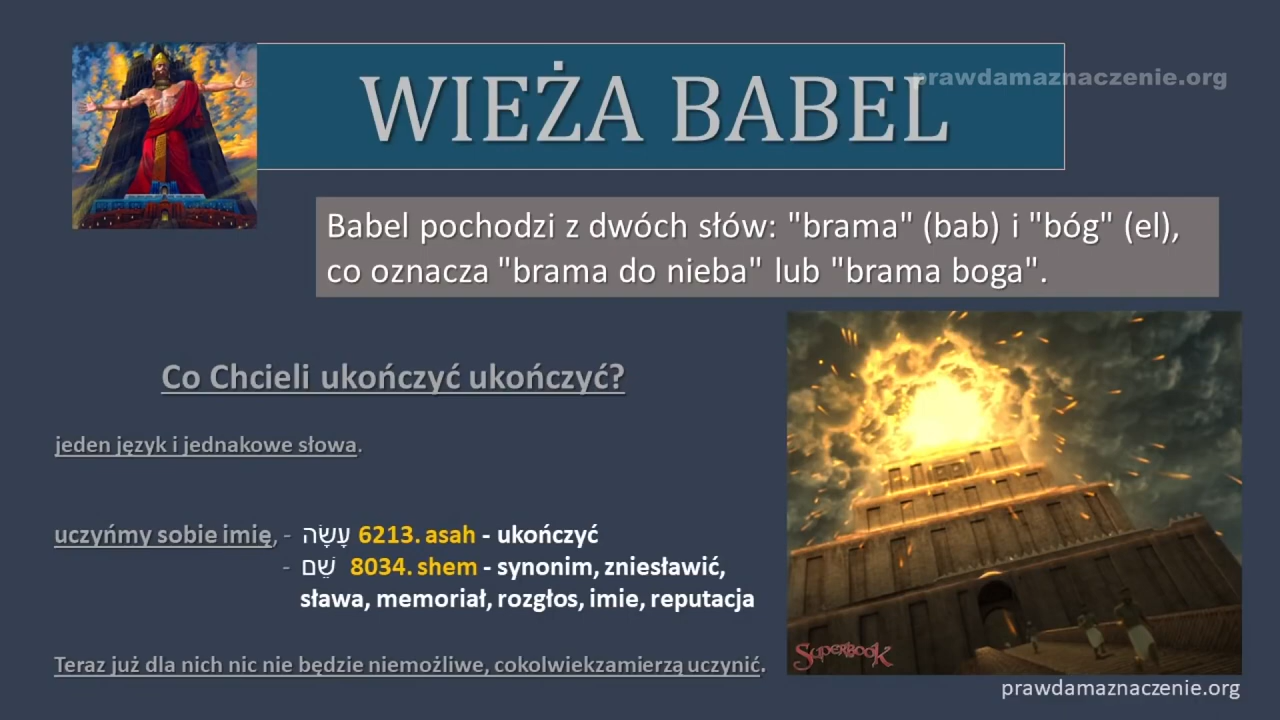 WIEŻA BABEL
prawdamaznaczenie.org
Babel pochodzi z dwóch słów: "brama" (bab) i "bóg" (el),
co oznacza "brama do nieba" lub "brama boga".
Co Chcieli ukończyć ukończyć?
jeden język i jednakowe słowa.
uczyńmy sobie imię, - עָשָׂה 6213. asah - ukończyć
- שֵׁם 8034. shem - synonim, zniesławić,
sława, memoriał, rozgłos, imie, reputacja
Teraz już dla nich nic nie będzie niemożliwe, cokolwiekzamierzą uczynić.
SUPERBOOK
prawdamaznaczenie.org